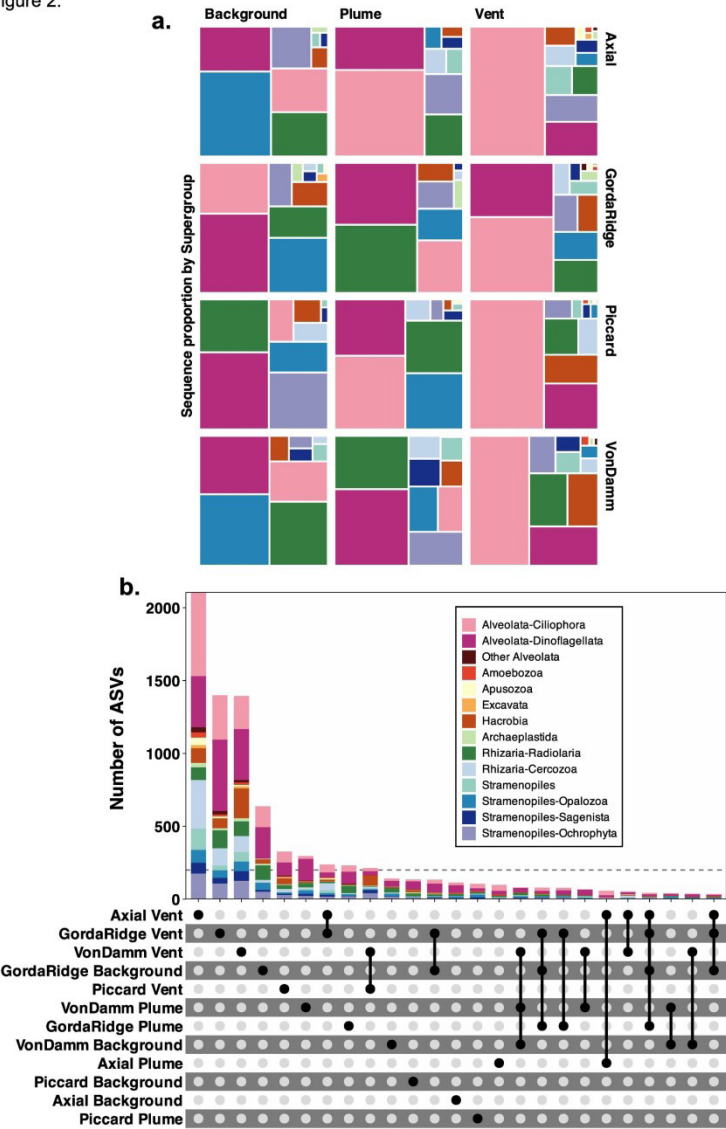 gure 2.
a.
Background Plume Vent
Axial
GordaRidge
Piccard
VonDamm
Sequence proportion by Supergroup
b.
Number of ASVs
2000
1500
1000
500
0
Alveolata-Ciliophora
Alveolata-Dinoflagellata
Other Alveolata
Amoebozoa
Apusozoa
Excavata
Hacrobia
Archaeplastida
Rhizaria-Radiolaria
Rhizaria-Cercozoa
Stramenopiles
Stramenopiles-Opalozoa
Stramenopiles-Sagenista
Stramenopiles-Ochrophyta
Axial Vent
GordaRidge Vent
VonDamm Vent
GordaRidge Background
Piccard Vent
VonDamm Plume
GordaRidge Plume
VonDamm Background
Axial Plume
Piccard Background
Axial Background
Piccard Plume